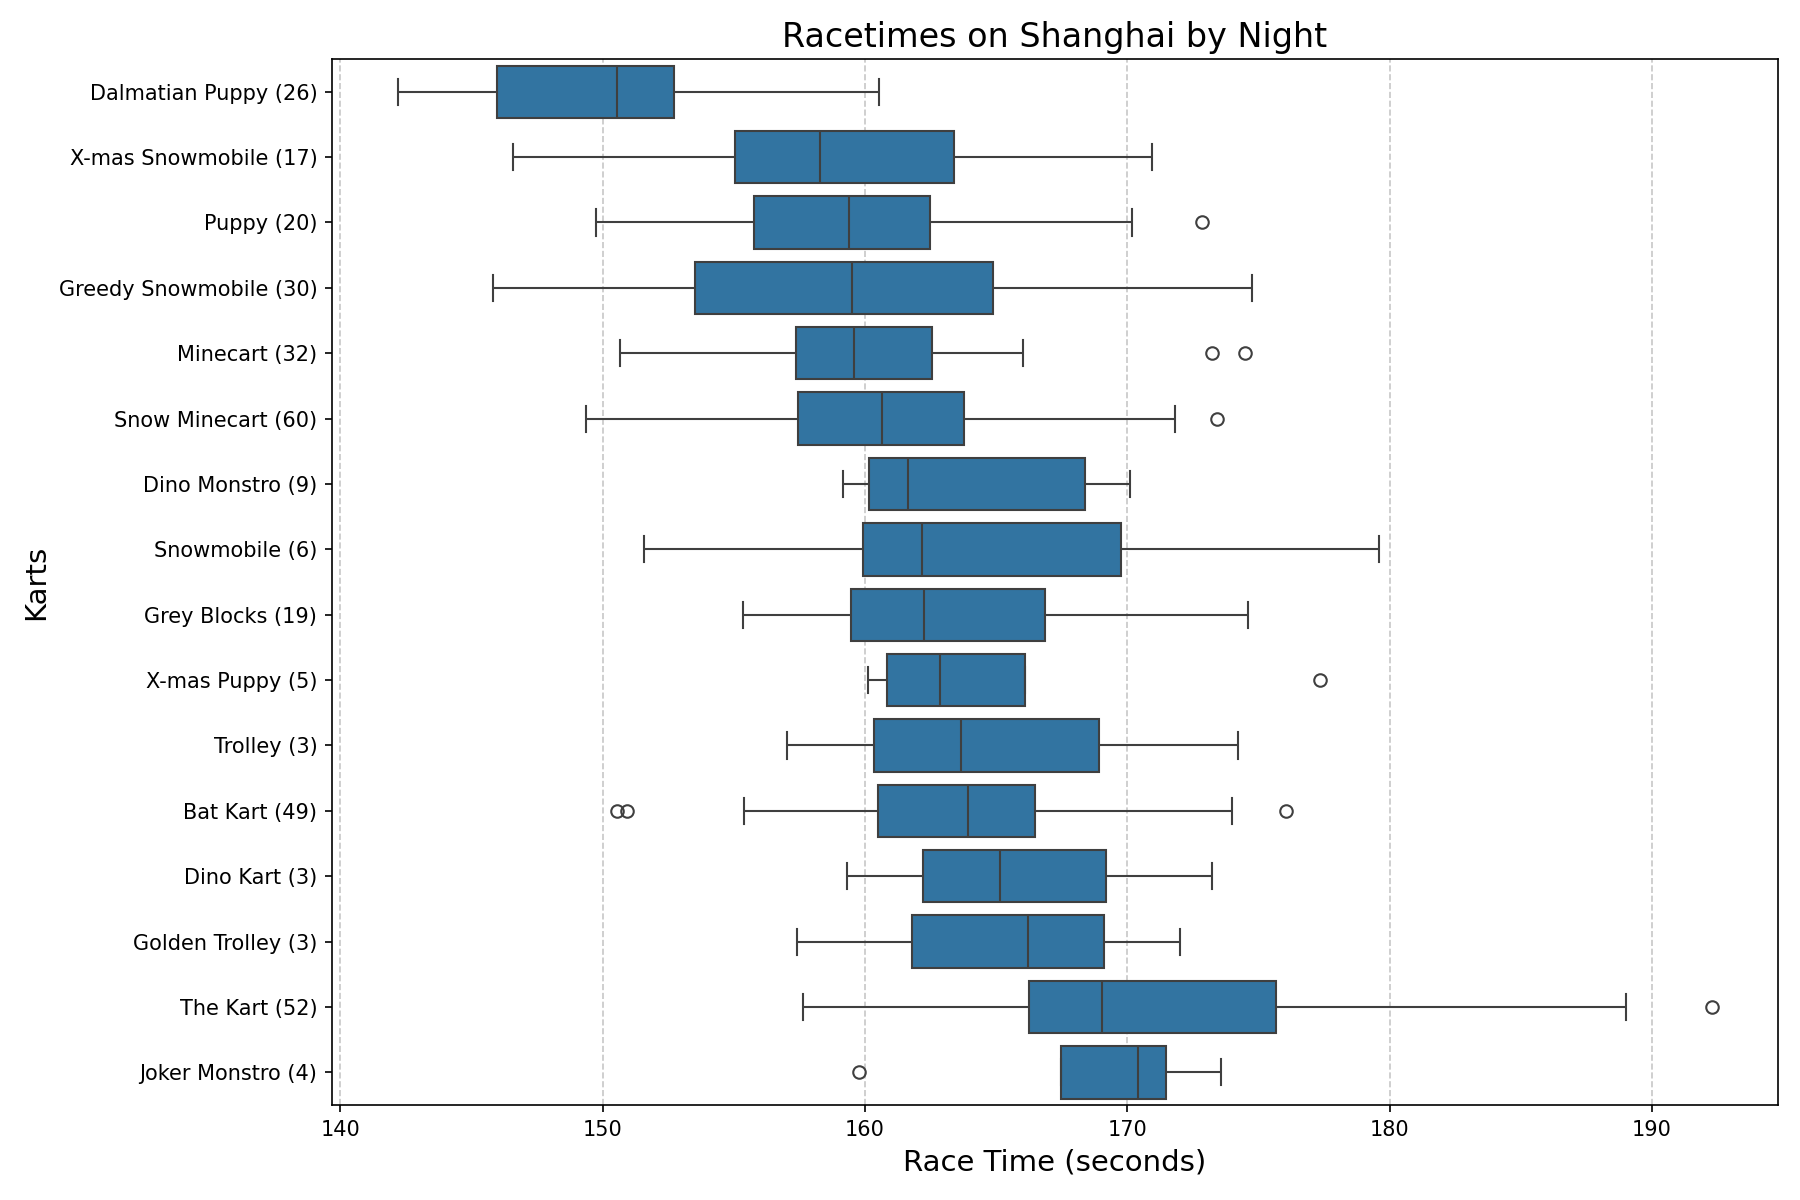 Racetimes on Shanghai by Night
Karts
Dalmatian Puppy (26)
X-mas Snowmobile (17)
Puppy (20)
Greedy Snowmobile (30)
Minecart (32)
Snow Minecart (60)
Dino Monstro (9)
Snowmobile (6)
Grey Blocks (19)
X-mas Puppy (5)
Trolley (3)
Bat Kart (49)
Dino Kart (3)
Golden Trolley (3)
The Kart (52)
Joker Monstro (4)
140 150 160 170 180 190
Race Time (seconds)